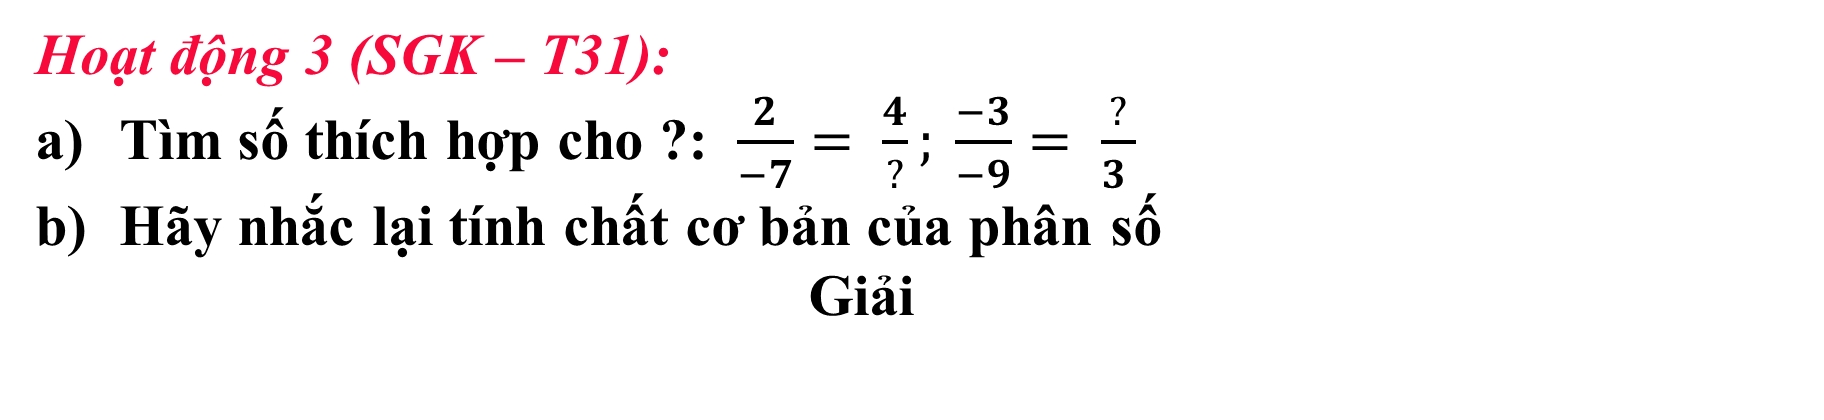 Hoạt động 3 (SGK – T31):
a) Tìm số thích hợp cho ?: 2/−7 = 4/?; −3/−9 = ?/3
b) Hãy nhắc lại tính chất cơ bản của phân số
Giải